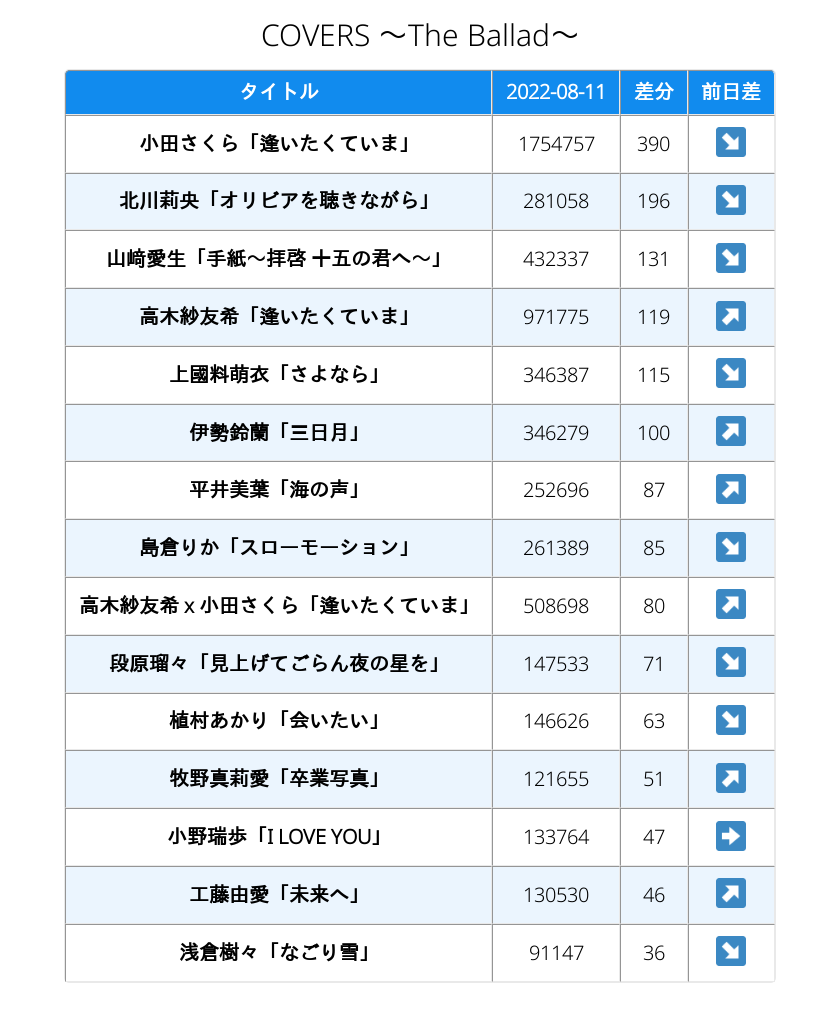 COVERS ～The Ballad～
タイトル 2022-08-11 差分 前日差
小田さくら「逢いたくていま」 1754757 390 ↘
北川莉央「オリビアを聴きながら」 281058 196 ↘
山﨑愛生「手紙～拝啓 十五の君へ～」 432337 131 ↘
高木紗友希「逢いたくていま」 971775 119 ↗
上國料萌衣「さよなら」 346387 115 ↘
伊勢鈴蘭「三日月」 346279 100 ↗
平井美葉「海の声」 252696 87 ↗
島倉りか「スローモーション」 261389 85 ↘
高木紗友希 x 小田さくら「逢いたくていま」 508698 80 ↗
段原瑠々「見上げてごらん夜の星を」 147533 71 ↘
植村あかり「会いたい」 146626 63 ↘
牧野真莉愛「卒業写真」 121655 51 ↗
小野瑞歩「I LOVE YOU」 133764 47 ➡
工藤由愛「未来へ」 130530 46 ↗
浅倉樹々「なごり雪」 91147 36 ↘